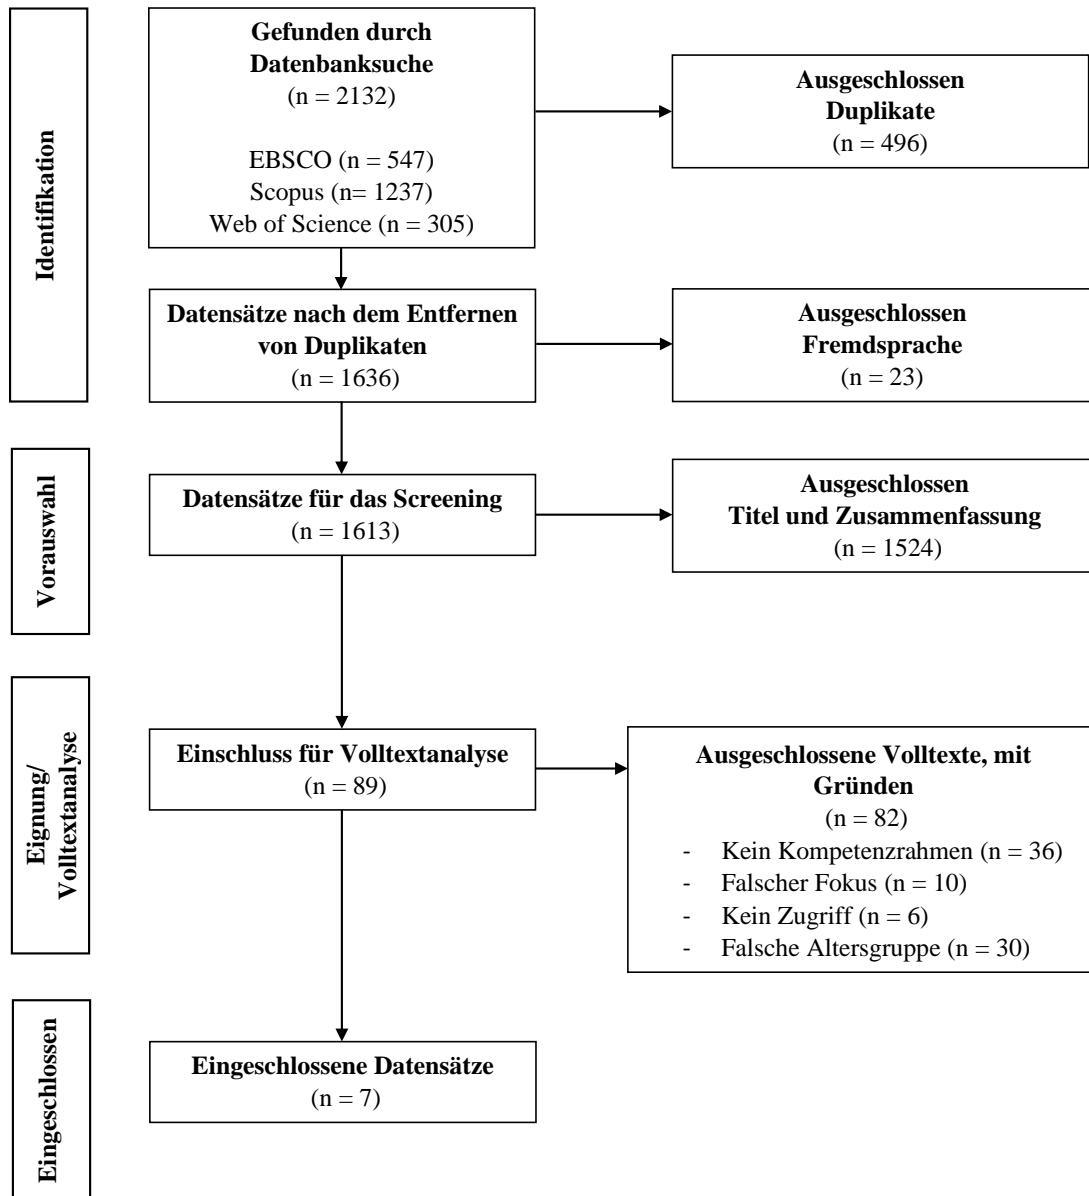 Identifikation
Gefunden durch
Datenbanksuche
(n = 2132)
EBSCO (n = 547)
Scopus (n= 1237)
Web of Science (n = 305)
Ausgeschlossen
Duplikate
(n = 496)
Datensätze nach dem Entfernen
von Duplikaten
(n = 1636)
Ausgeschlossen
Fremdsprache
(n = 23)
Vorauswahl
Datensätze für das Screening
(n = 1613)
Ausgeschlossen
Titel und Zusammenfassung
(n = 1524)
Eignung/
Volltextanalyse
Einschluss für Volltextanalyse
(n = 89)
Ausgeschlossene Volltexte, mit
Gründen
(n = 82)
- Kein Kompetenzrahmen (n = 36)
- Falscher Fokus (n = 10)
- Kein Zugriff (n = 6)
- Falsche Altersgruppe (n = 30)
Eingeschlossen
Eingeschlossene Datensätze
(n = 7)